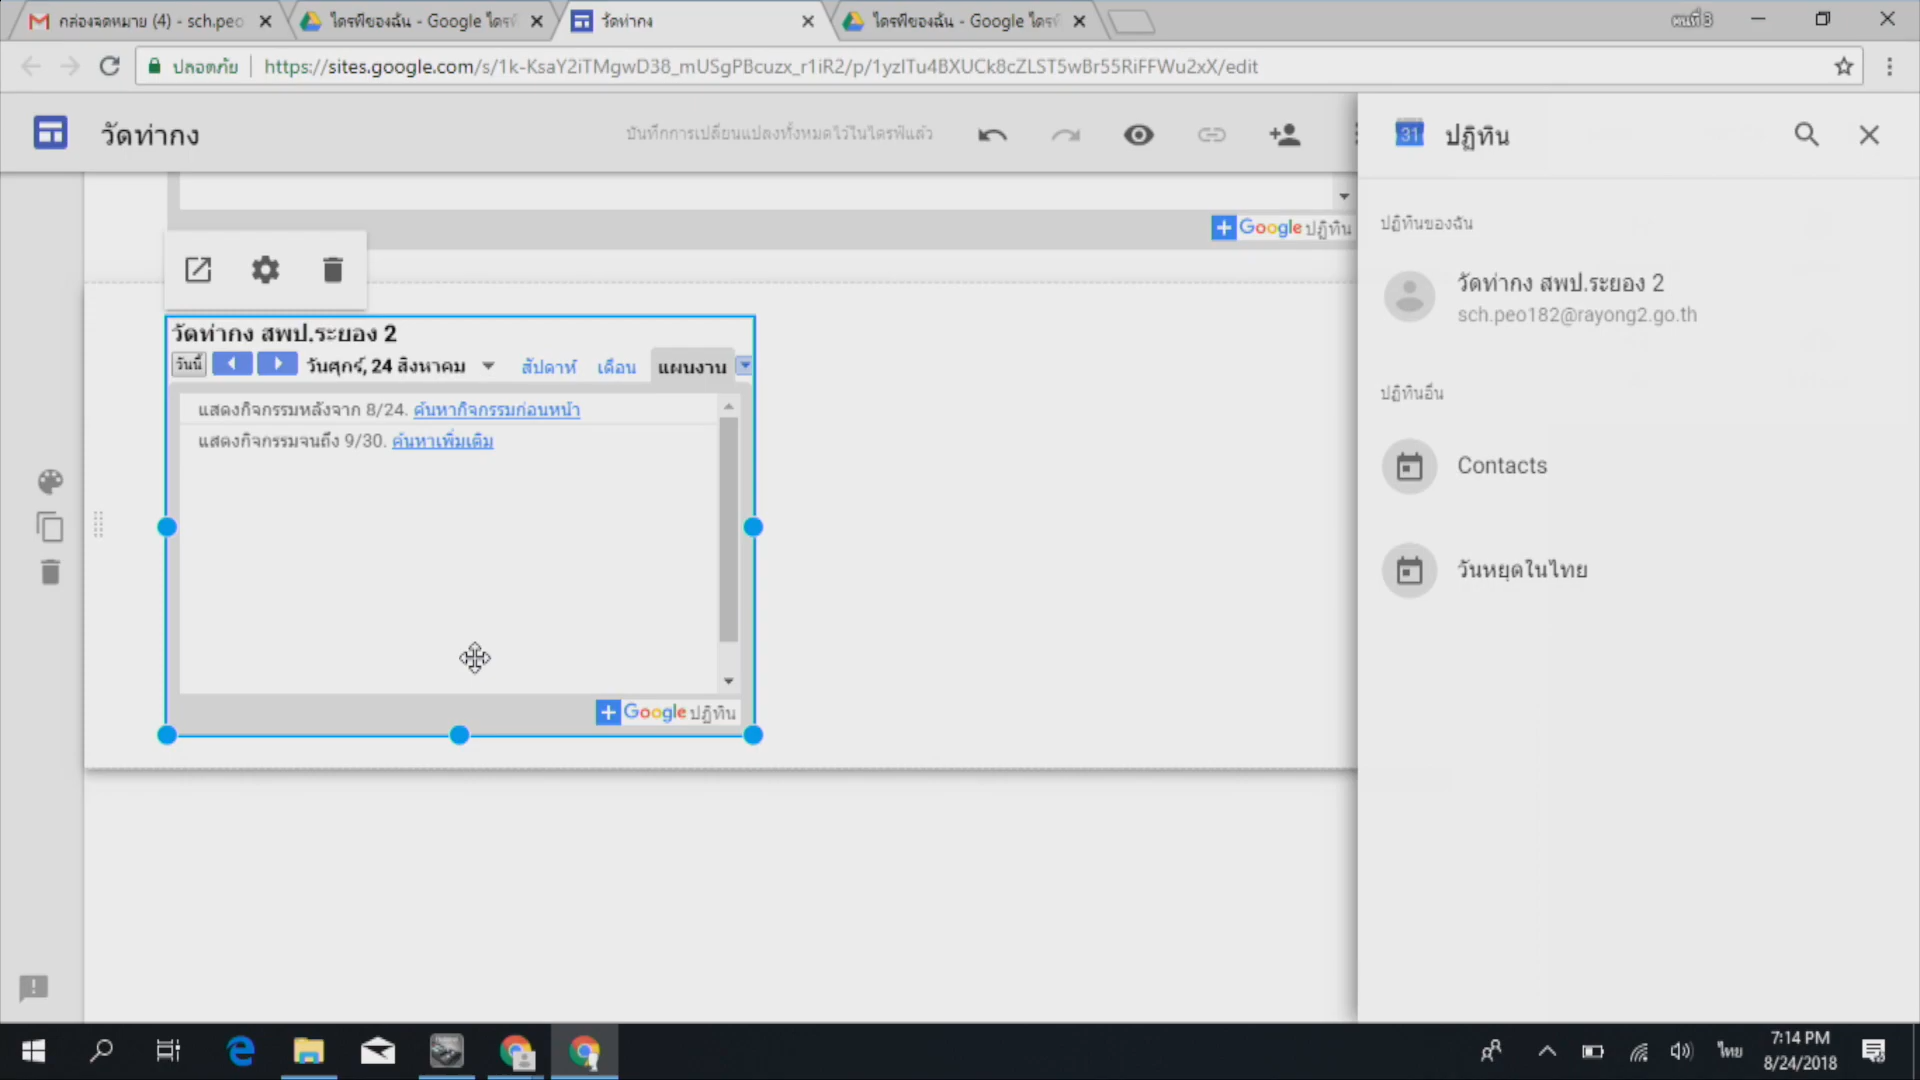 กล่องจดหมาย (4) - sch.peo
ไดรฟ์ของฉัน - Google ไดรฟ์
วัดท่ากง
ไดรฟ์ของฉัน - Google ไดรฟ์
คนที่ 3
ปลอดภัย
https://sites.google.com/s/1k-KsaY2iTMgwD38_mUSgPBcuzx_r1iR2/p/1yzITu4BXUCk8cZLST5wBr55RiFFWu2xX/edit
วัดท่ากง
บันทึกการเปลี่ยนแปลงทั้งหมดไว้ในไดรฟ์แล้ว
31 ปฏิทิน
Google ปฏิทิน
ปฏิทินของฉัน
วัดท่ากง สพป.ระยอง 2
sch.peo182@rayong2.go.th
วัดท่ากง สพป.ระยอง 2
วันนี้ วันศุกร์, 24 สิงหาคม สัปดาห์ เดือน แผนงาน
แสดงกิจกรรมหลังจาก 8/24. ค้นหากิจกรรมก่อนหน้า
แสดงกิจกรรมจนถึง 9/30. ค้นหาเพิ่มเติม
Google ปฏิทิน
ปฏิทินอื่น
Contacts
วันหยุดในไทย
ไทย
7:14 PM
8/24/2018